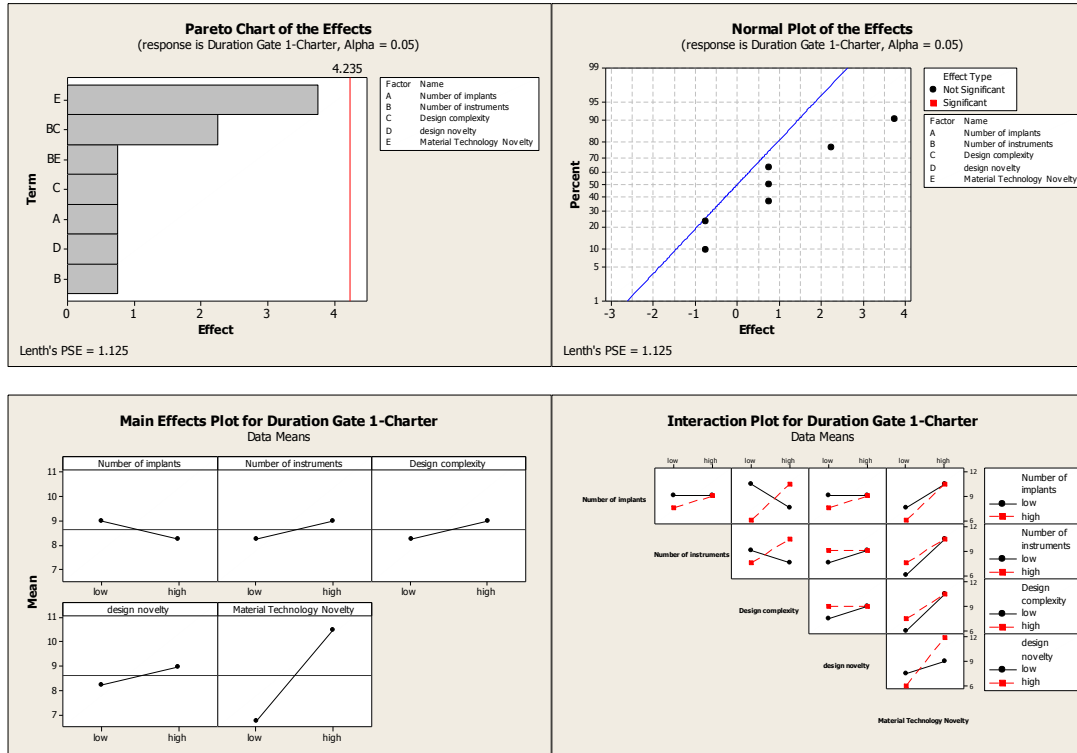 Pareto Chart of the Effects
(response is Duration Gate 1-Charter, Alpha = 0.05)
4.235
Factor Name
A Number of implants
B Number of instruments
C Design complexity
D design novelty
E Material Technology Novelty
Term
E
BC
BE
C
A
D
B
0 1 2 3 4
Effect
Lenth's PSE = 1.125
Normal Plot of the Effects
(response is Duration Gate 1-Charter, Alpha = 0.05)
Effect Type
Not Significant
Significant
Factor Name
A Number of implants
B Number of instruments
C Design complexity
D design novelty
E Material Technology Novelty
Percent
99
95
90
80
70
60
50
40
30
20
10
5
1
-3 -2 -1 0 1 2 3 4
Effect
Lenth's PSE = 1.125
Main Effects Plot for Duration Gate 1-Charter
Data Means
Number of implants Number of instruments Design complexity
Mean
11
10
9
8
7
low high low high low high
design novelty Material Technology Novelty
11
10
9
8
7
low high low high
Interaction Plot for Duration Gate 1-Charter
Data Means
low high low high low high low high
Number of implants
12
9
6
Number of
implants
low
high
Number of instruments
12
9
6
Number of
instruments
low
high
Design complexity
12
9
6
Design
complexity
low
high
design novelty
12
9
6
design
novelty
low
high
Material Technology Novelty